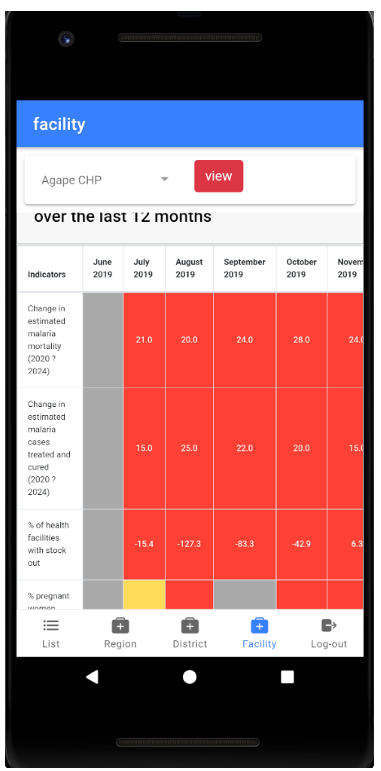 facility
Agape CHP
view
over the last 12 months
Indicators
June
2019
July
2019
August
2019
September
2019
October
2019
Novem
2019
Change in
estimated
malaria
mortality
(2020 ?
2024)
21.0
20.0
24.0
28.0
24.0
Change in
estimated
malaria
cases
treated and
cured
(2020 ?
2024)
15.0
25.0
22.0
20.0
15.0
% of health
facilities
with stock
out
-15.4
-127.3
-83.3
-42.9
6.3
% pregnant
women
List
Region
District
Facility
Log-out